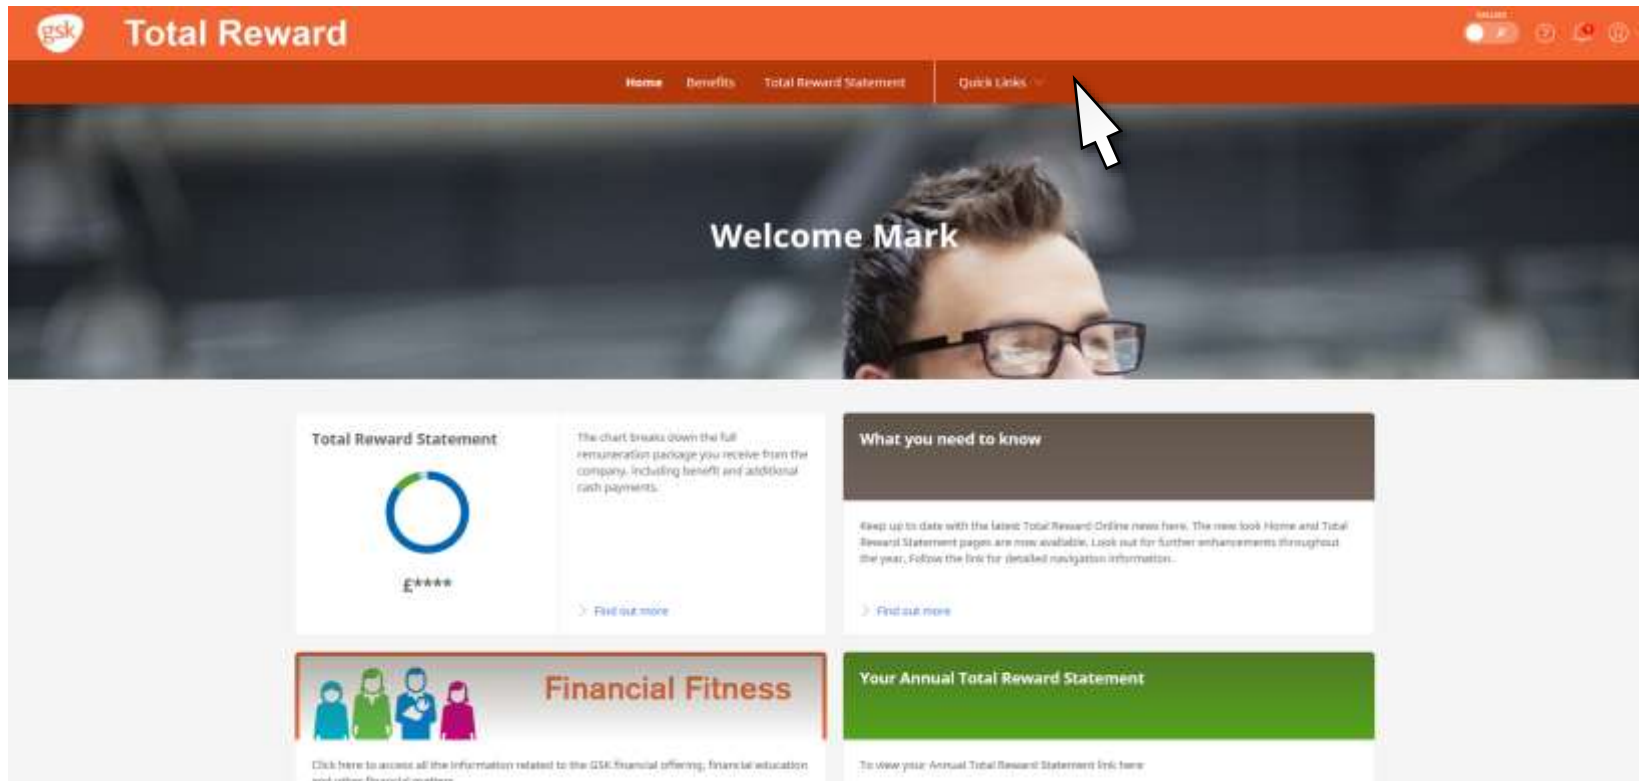 gsk
Total Reward
Home Benefits Total Reward Statement Quick Links
Welcome Mark
Total Reward Statement
£****
The chart breaks down the full
remuneration package you receive from the
company, including benefit and additional
cash payments.
Find out more
What you need to know
Keep up to date with the latest Total Reward Online news here. The new look Home and Total
Reward Statement pages are now available. Look out for further enhancements throughout
the year. Follow the link for detailed navigation information.
Find out more
Financial Fitness
Click here to access all the information related to the GSK financial offering, financial education
and other financial matters
Your Annual Total Reward Statement
To view your Annual Total Reward Statement link here